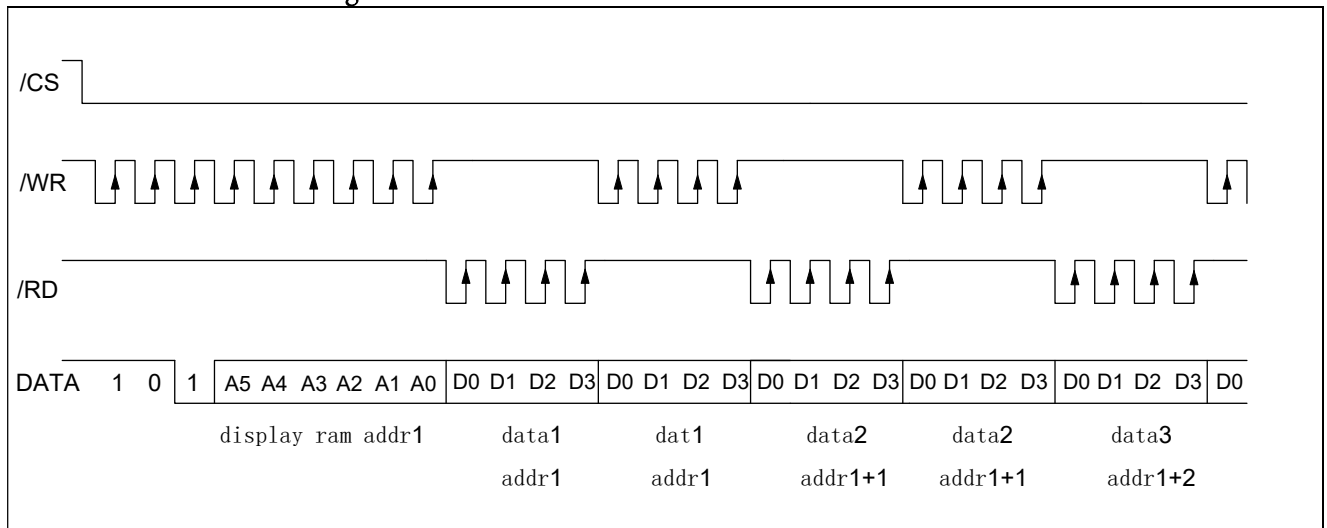 /CS
/WR
/RD
DATA 1 0 1 A5 A4 A3 A2 A1 A0 D0 D1 D2 D3 D0 D1 D2 D3 D0 D1 D2 D3 D0 D1 D2 D3 D0 D1 D2 D3 D0
display ram addr1 data1 dat1 data2 data2 data3
addr1 addr1 addr1+1 addr1+1 addr1+2